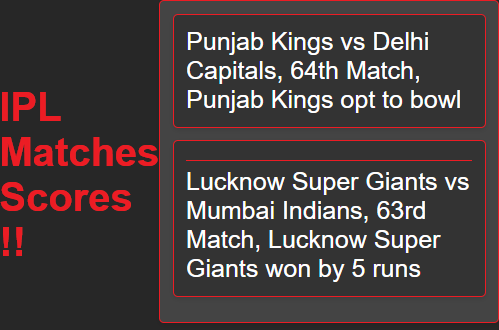 IPL
Matches
Scores
!!
Punjab Kings vs Delhi
Capitals, 64th Match,
Punjab Kings opt to bowl
Lucknow Super Giants vs
Mumbai Indians, 63rd
Match, Lucknow Super
Giants won by 5 runs